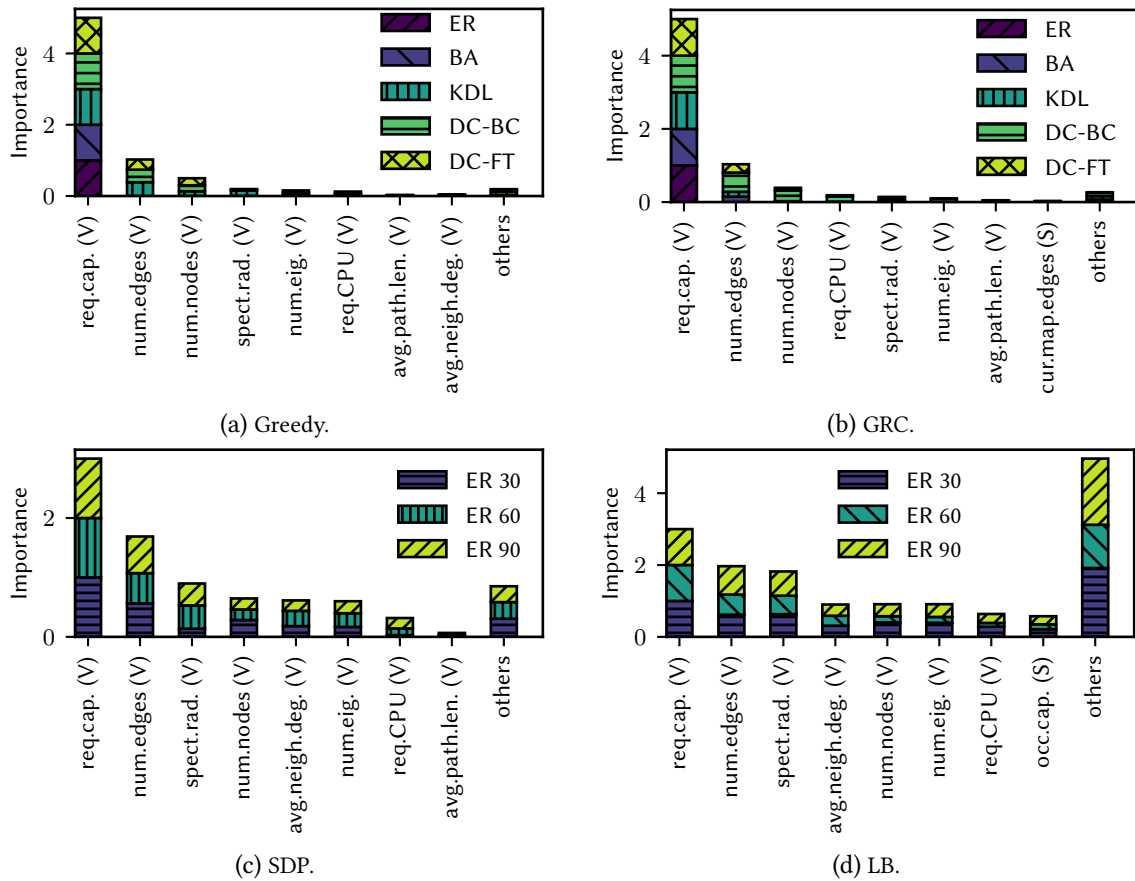 Importance
4
2
0
ER
BA
KDL
DC-BC
DC-FT
req.cap. (V)
num.edges (V)
num.nodes (V)
spect.rad. (V)
num.eig. (V)
req.CPU (V)
avg.path.len. (V)
avg.neigh.deg. (V)
others
(a) Greedy.
Importance
4
2
0
ER
BA
KDL
DC-BC
DC-FT
req.cap. (V)
num.edges (V)
num.nodes (V)
req.CPU (V)
spect.rad. (V)
num.eig. (V)
avg.path.len. (V)
cur.map.edges (S)
others
(b) GRC.
Importance
2
0
ER 30
ER 60
ER 90
req.cap. (V)
num.edges (V)
spect.rad. (V)
num.nodes (V)
avg.neigh.deg. (V)
num.eig. (V)
req.CPU (V)
avg.path.len. (V)
others
(c) SDP.
Importance
4
2
0
ER 30
ER 60
ER 90
req.cap. (V)
num.edges (V)
spect.rad. (V)
avg.neigh.deg. (V)
num.nodes (V)
num.eig. (V)
req.CPU (V)
occ.cap. (S)
others
(d) LB.